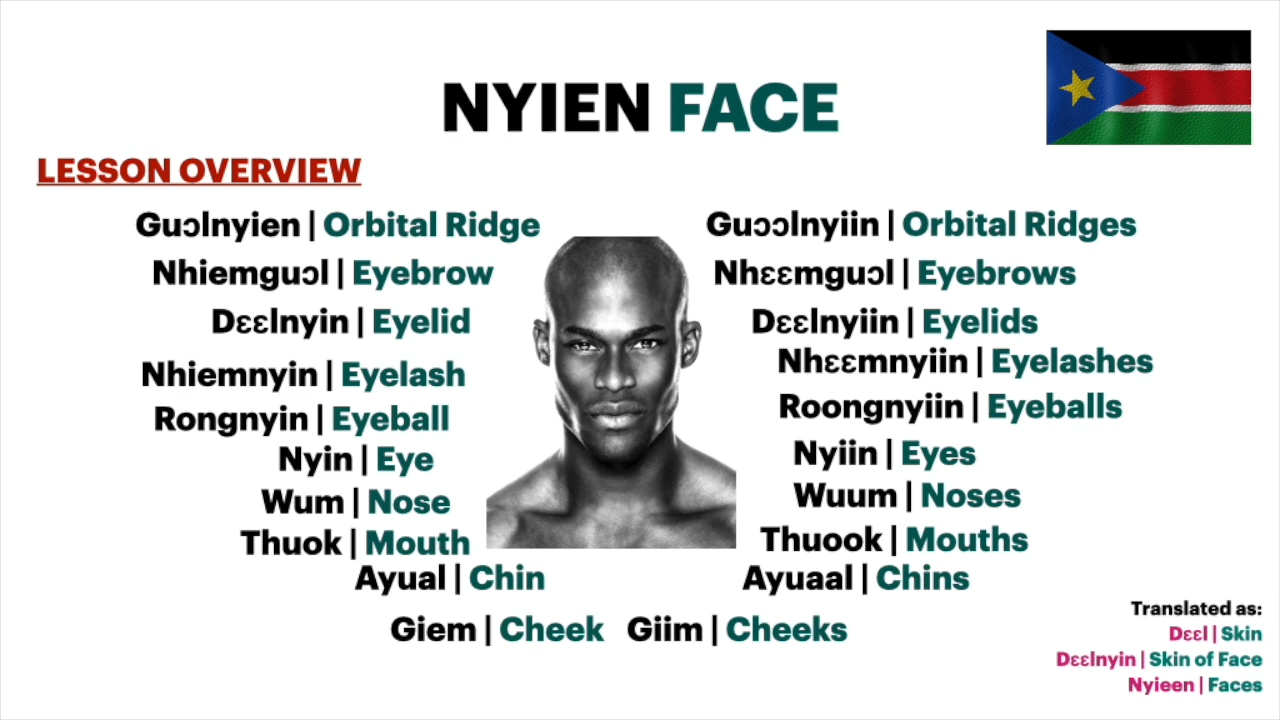 NYIEN FACE
LESSON OVERVIEW
Guɔlnyien | Orbital Ridge
Nhiemguɔl | Eyebrow
Dɛɛlnyin | Eyelid
Nhiemnyin | Eyelash
Rongnyin | Eyeball
Nyin | Eye
Wum | Nose
Thuok | Mouth
Ayual | Chin
Guɔɔlnyiin | Orbital Ridges
Nhɛɛmguɔl | Eyebrows
Dɛɛlnyiin | Eyelids
Nhɛɛmnyiin | Eyelashes
Roongnyiin | Eyeballs
Nyiin | Eyes
Wuum | Noses
Thuook | Mouths
Ayuaal | Chins
Giem | Cheek Giim | Cheeks
Translated as:
Dɛɛl | Skin
Dɛɛlnyin | Skin of Face
Nyieen | Faces